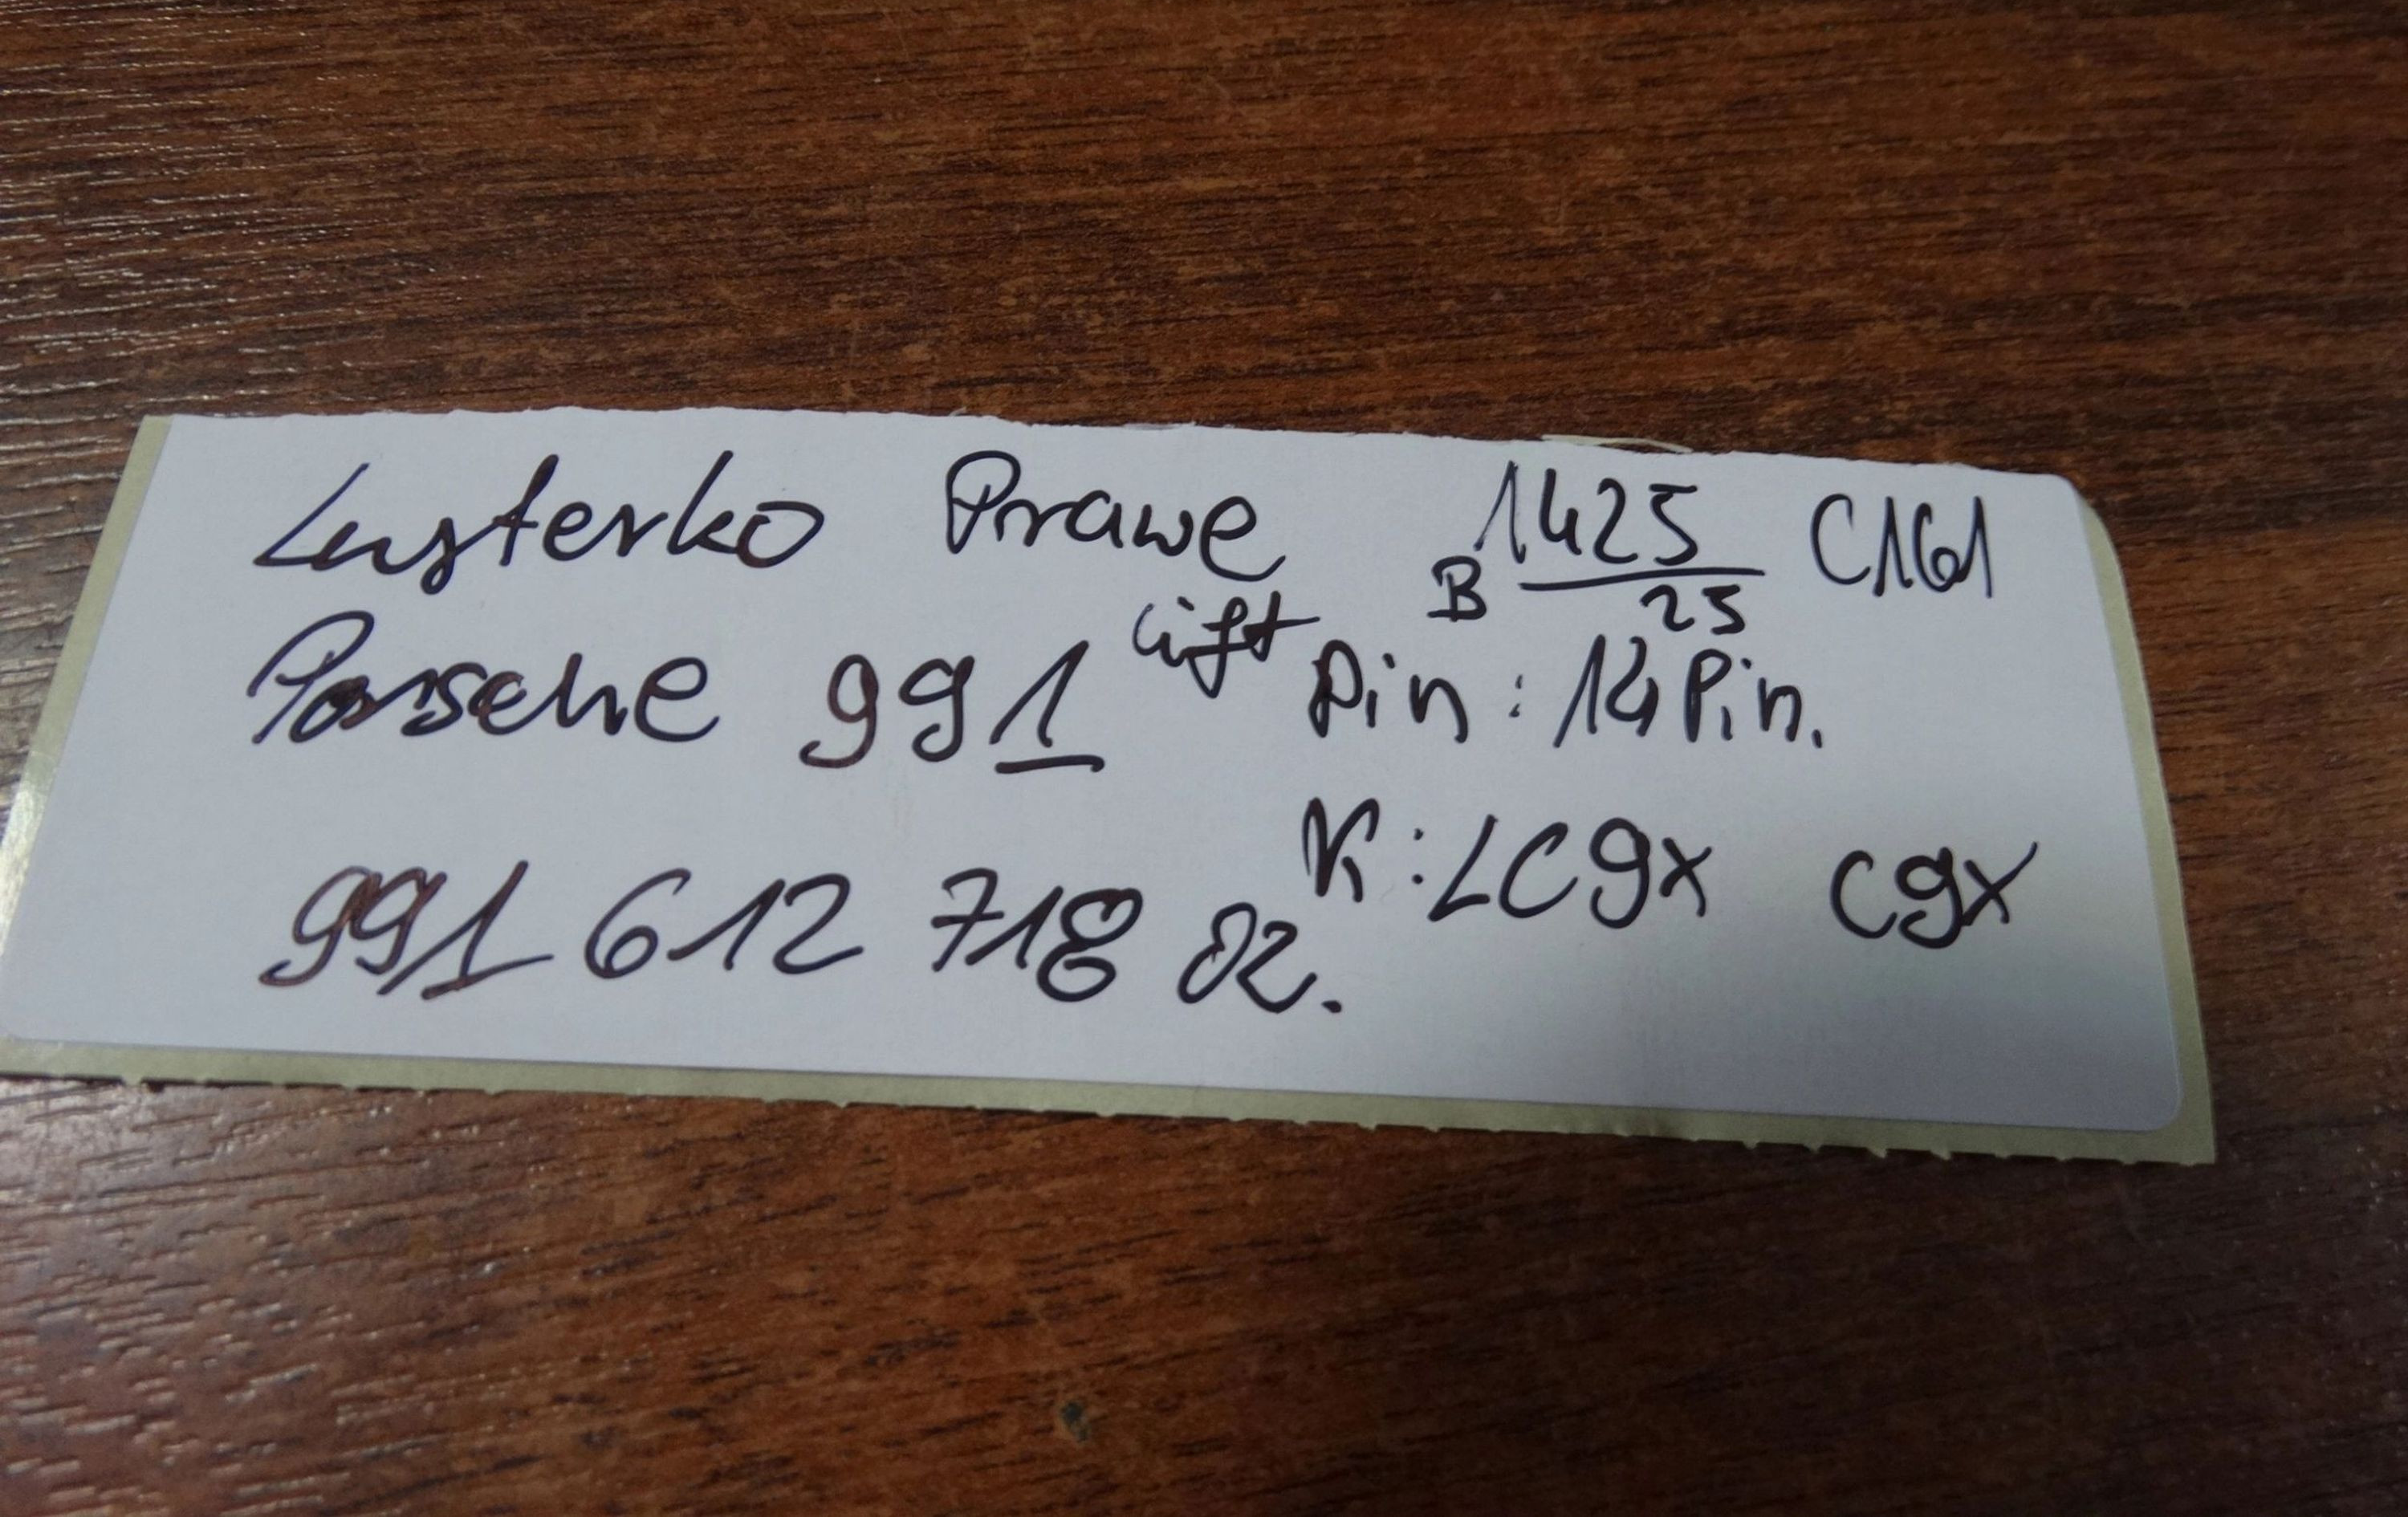 Lusterko Prawe B 1425/25 C161
Porsche 991 lift Pin: 14 Pin.
K: LC9x C9x
991 612 718 02.